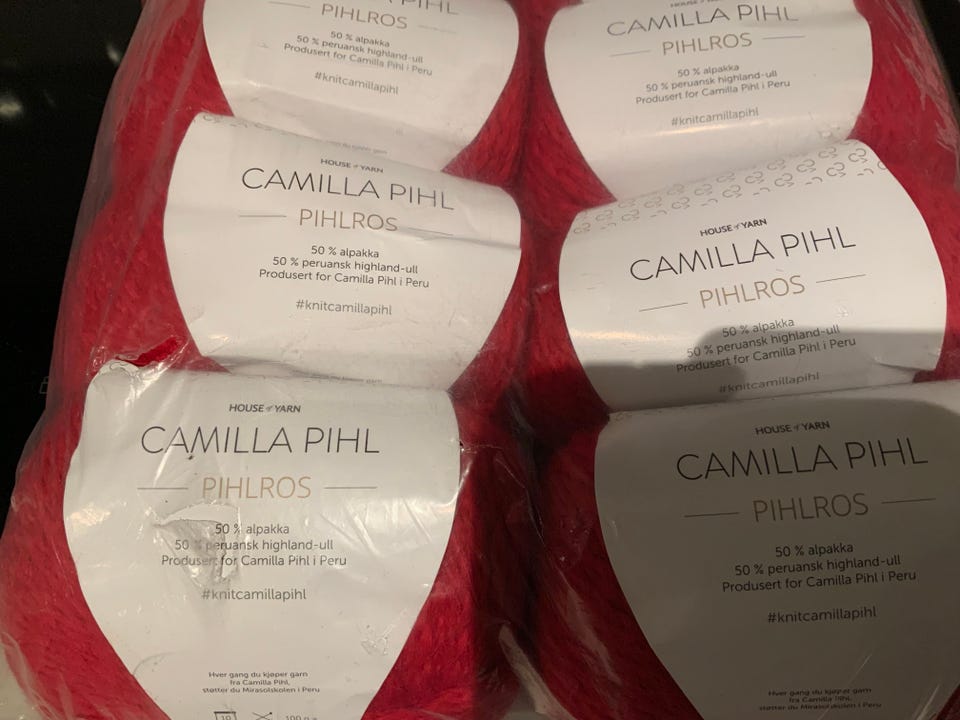 CAMILLA PIHL
PIHLROS
50 % alpakka
50 % peruansk highland-ull
Produsert for Camilla Pihl i Peru
#knitcamillapihl
CAMILLA PIHL
PIHLROS
50 % alpakka
50 % peruansk highland-ull
Produsert for Camilla Pihl i Peru
#knitcamillapihl
HOUSE of YARN
CAMILLA PIHL
PIHLROS
50 % alpakka
50 % peruansk highland-ull
Produsert for Camilla Pihl i Peru
#knitcamillapihl
HOUSE of YARN
CAMILLA PIHL
PIHLROS
50 % alpakka
50 % peruansk highland-ull
Produsert for Camilla Pihl i Peru
#knitcamillapihl
HOUSE of YARN
CAMILLA PIHL
PIHLROS
50 % alpakka
50 % peruansk highland-ull
Produsert for Camilla Pihl i Peru
#knitcamillapihl
Hver gang du kjøper garn
fra Camilla Pihl,
støtter du Mirasolskolen i Peru
10 100 g
HOUSE of YARN
CAMILLA PIHL
PIHLROS
50 % alpakka
50 % peruansk highland-ull
Produsert for Camilla Pihl i Peru
#knitcamillapihl
Hver gang du kjøper garn
fra Camilla Pihl,
støtter du Mirasolskolen i Peru